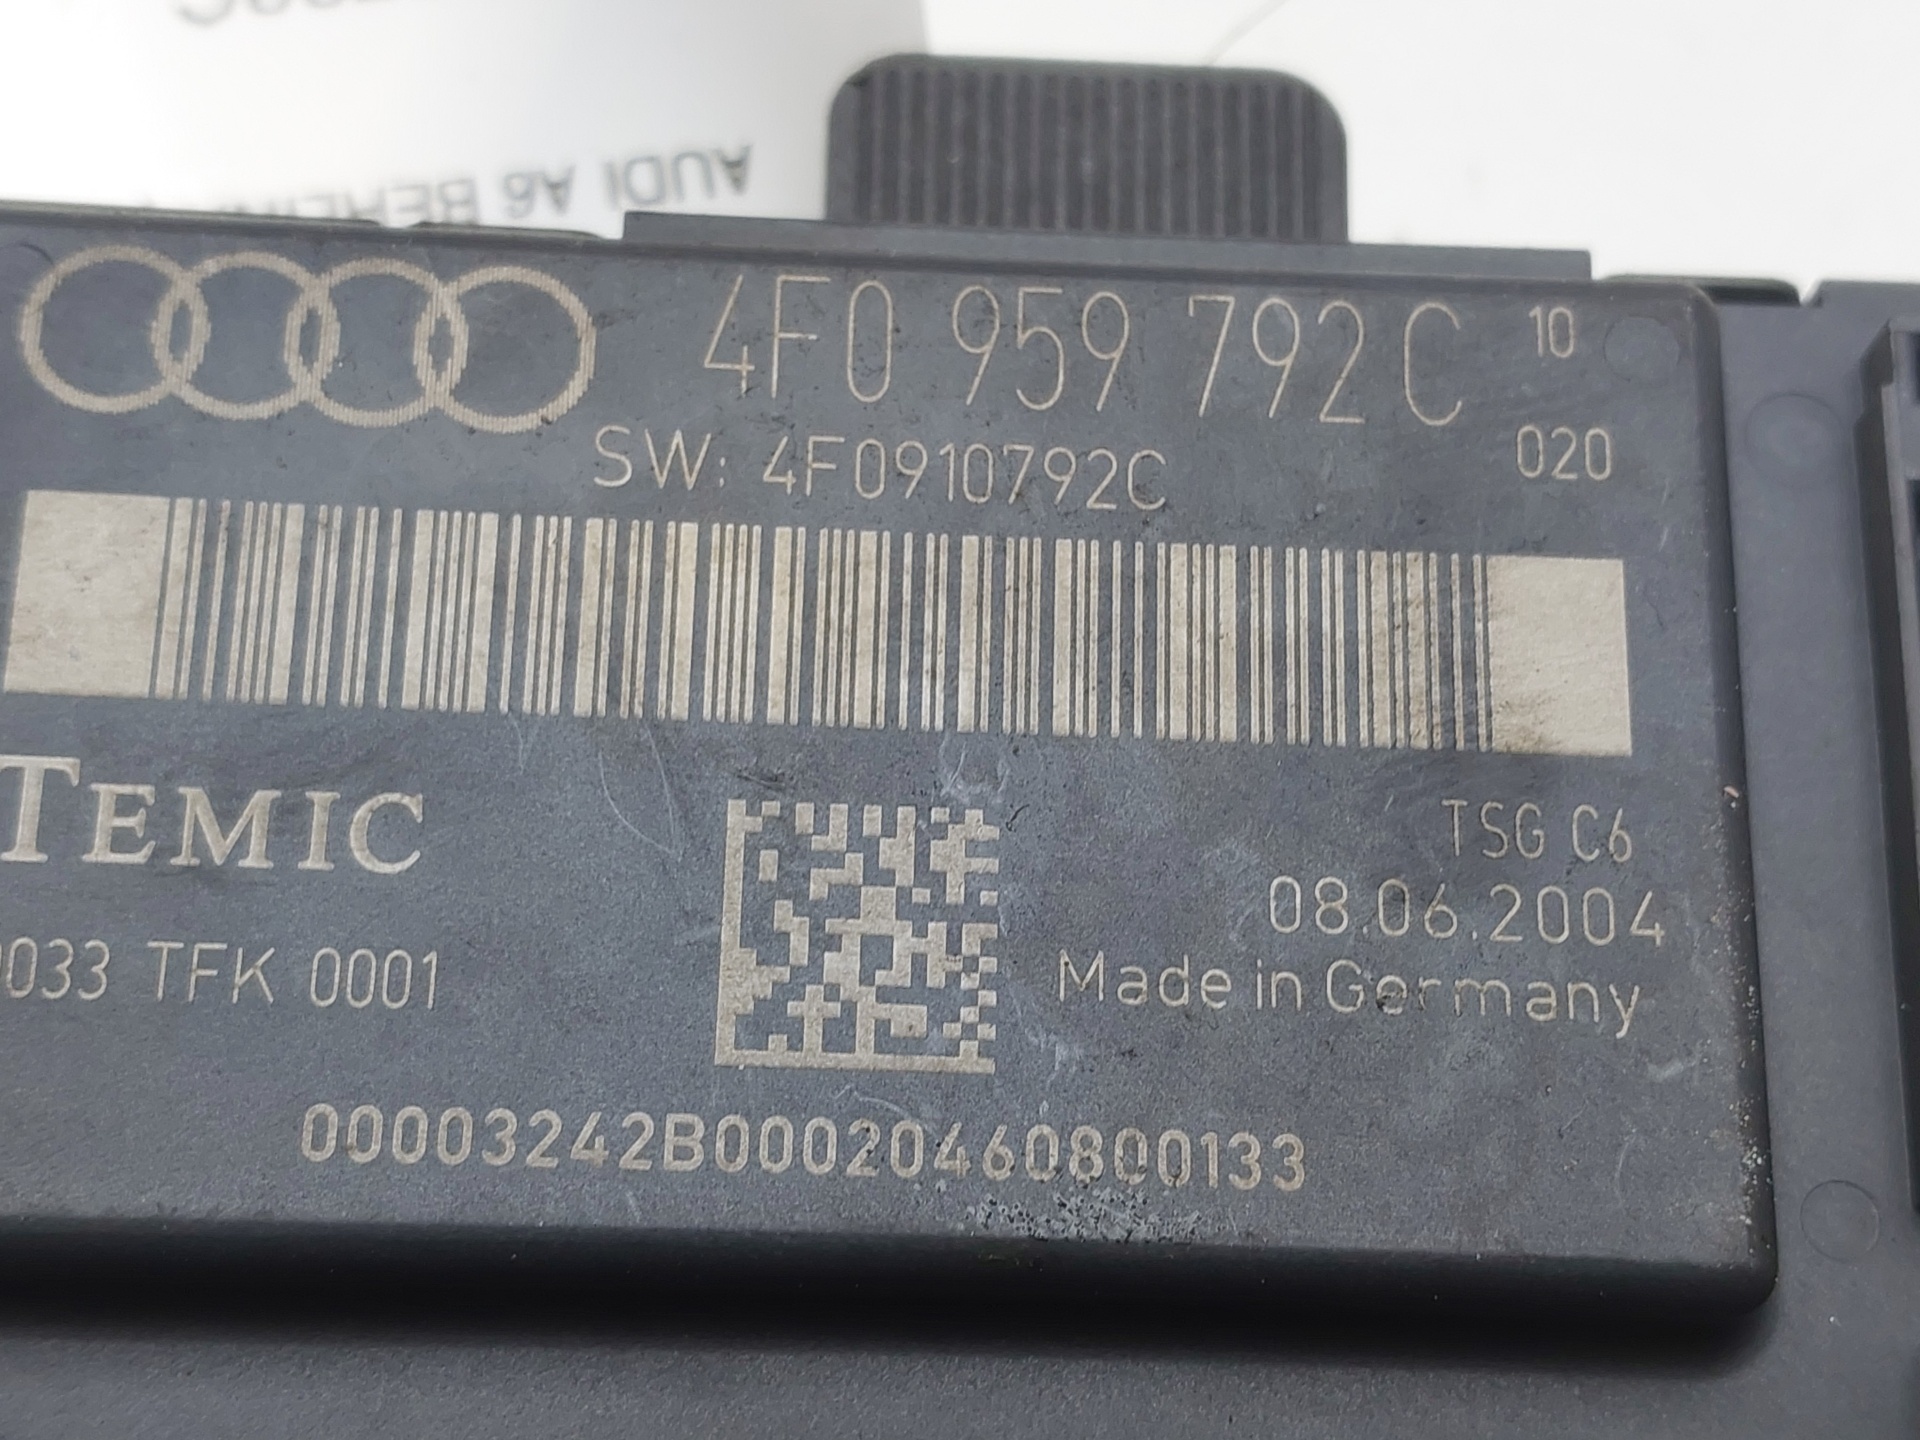 AUDI A6
4F0 959 792 C 10
SW: 4F0910792C 020
TEMIC
TSG C6
08.06.2004
033 TFK 0001
Made in Germany
00003242B00020460800133